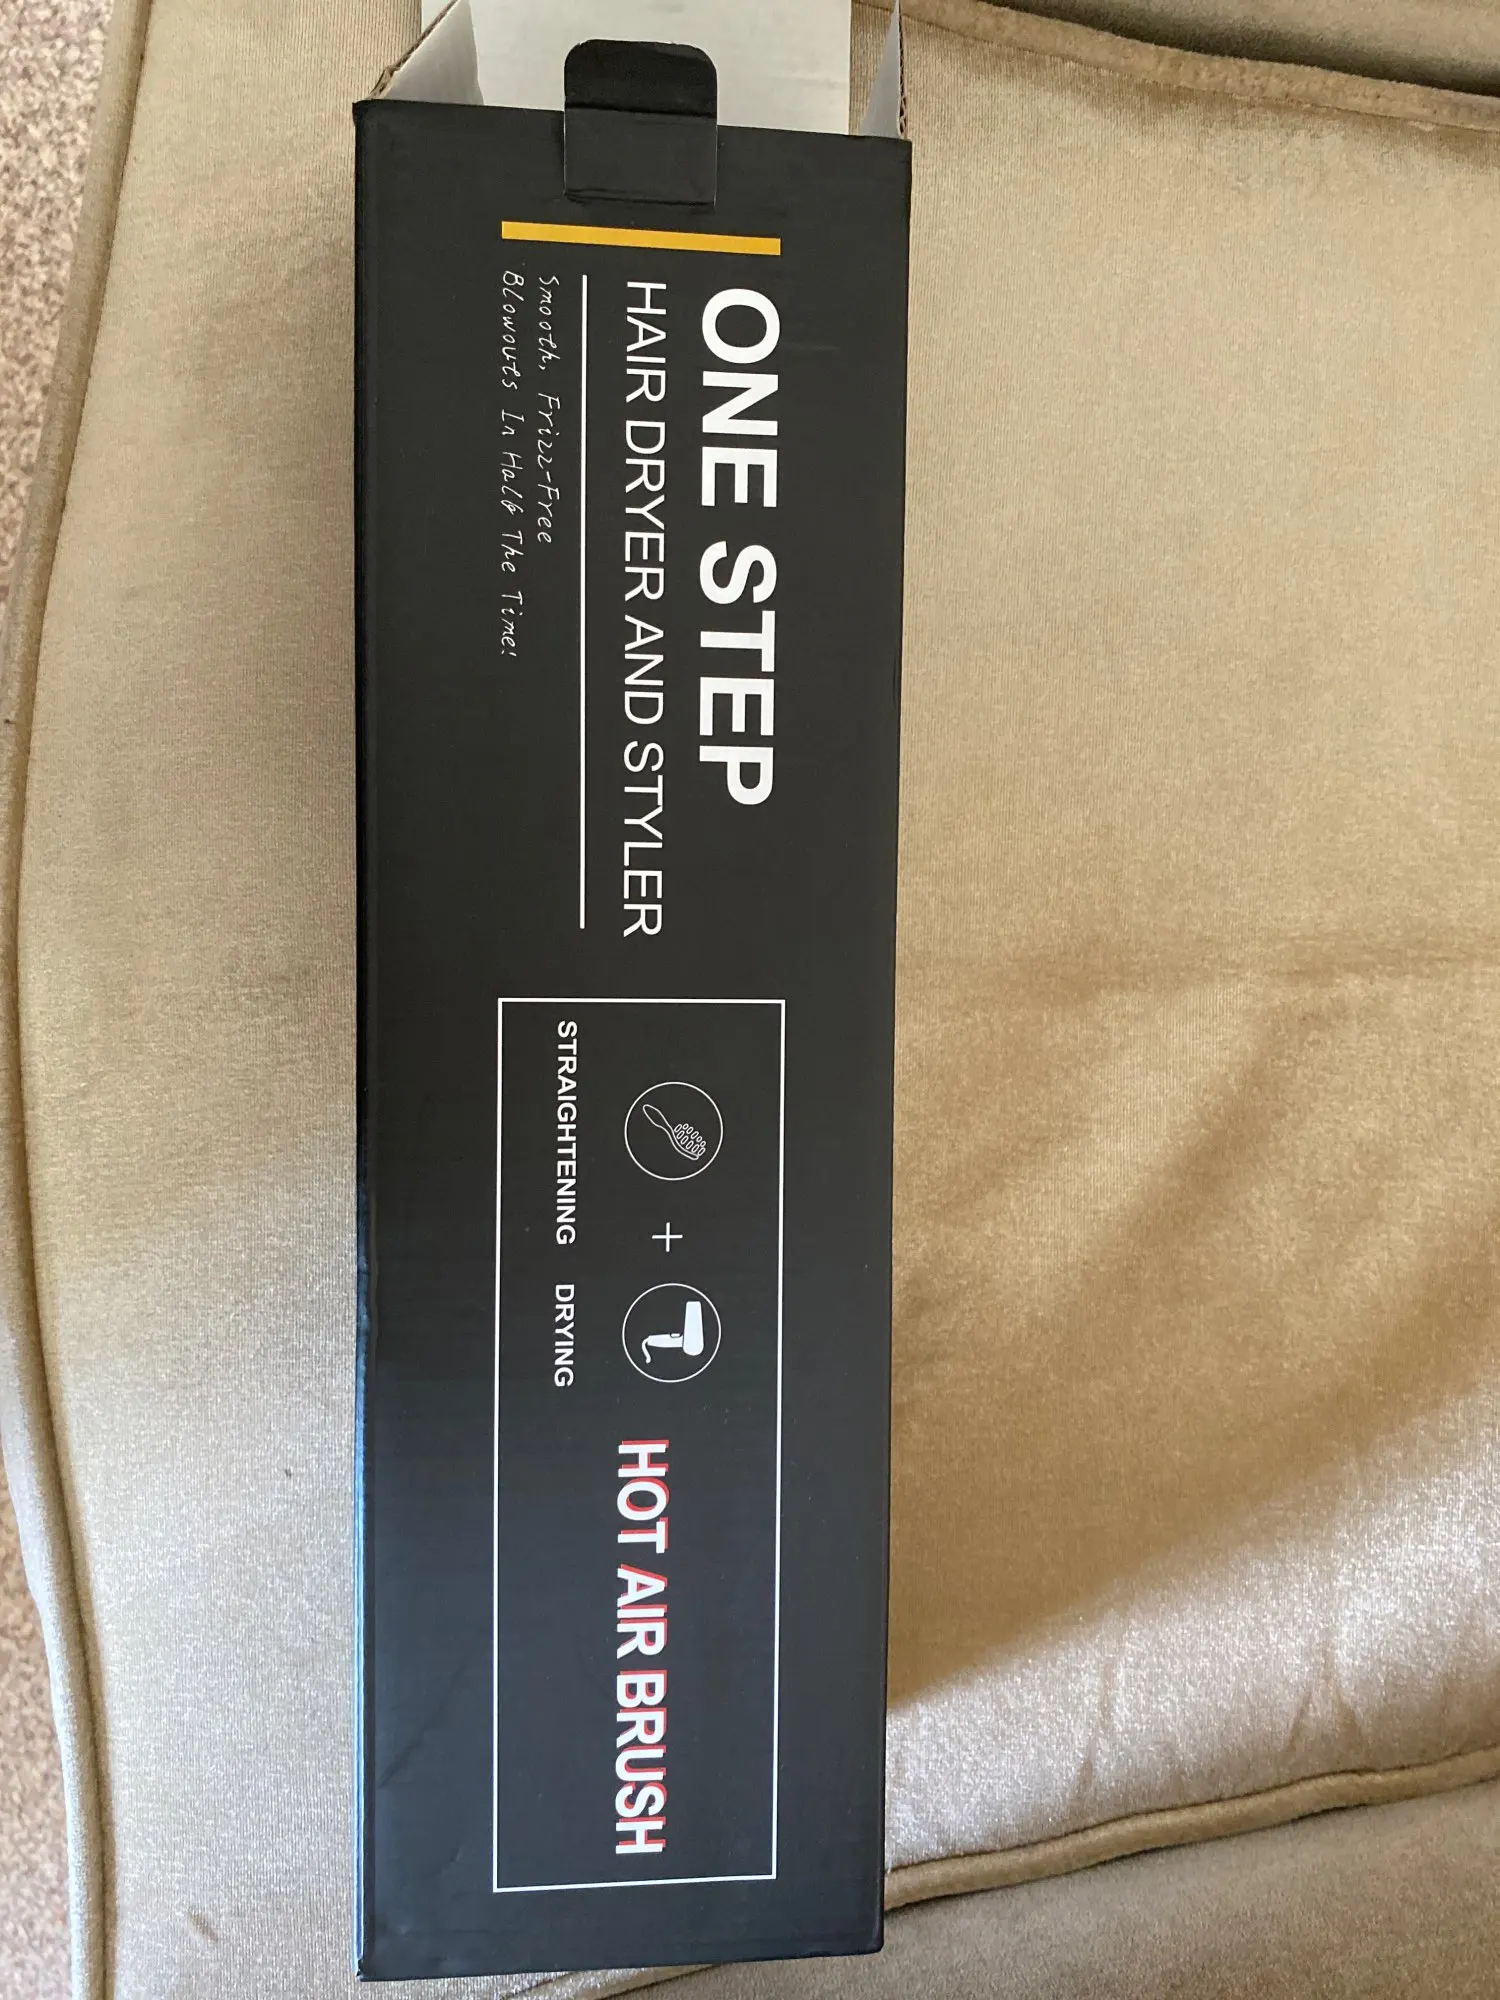 ONE STEP
HAIR DRYER AND STYLER
Smooth, Frizz-Free
Blowouts In Half The Time!
+
STRAIGHTENING DRYING
HOT AIR BRUSH